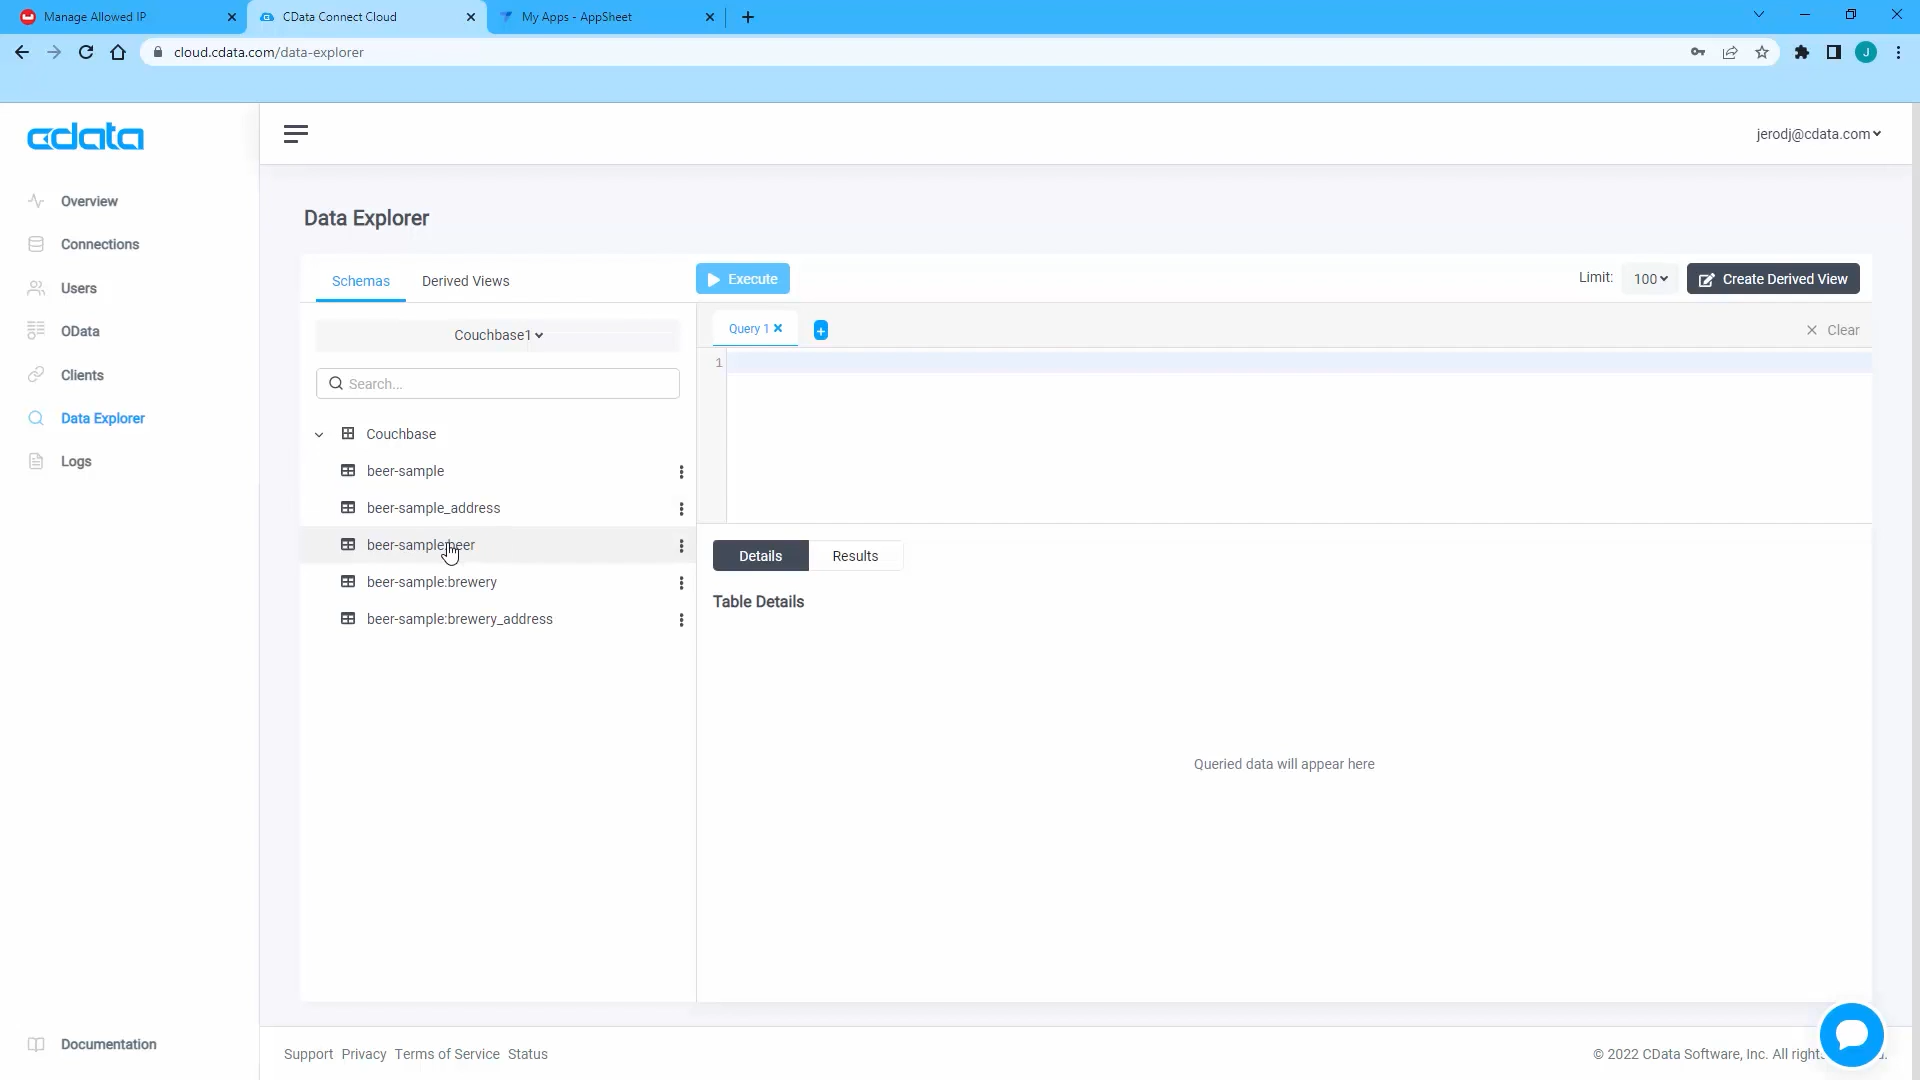 Manage Allowed IP
CData Connect Cloud
My Apps - AppSheet
cloud.cdata.com/data-explorer
J
cdata
jerodj@cdata.com
Overview
Connections
Users
OData
Clients
Data Explorer
Logs
Documentation
Data Explorer
Schemas
Derived Views
Execute
Limit:
100
Create Derived View
Couchbase1
Search...
Couchbase
beer-sample
beer-sample_address
beer-sample:beer
beer-sample:brewery
beer-sample:brewery_address
Query 1
Clear
1
Details
Results
Table Details
Queried data will appear here
Support Privacy Terms of Service Status
© 2022 CData Software, Inc. All rights